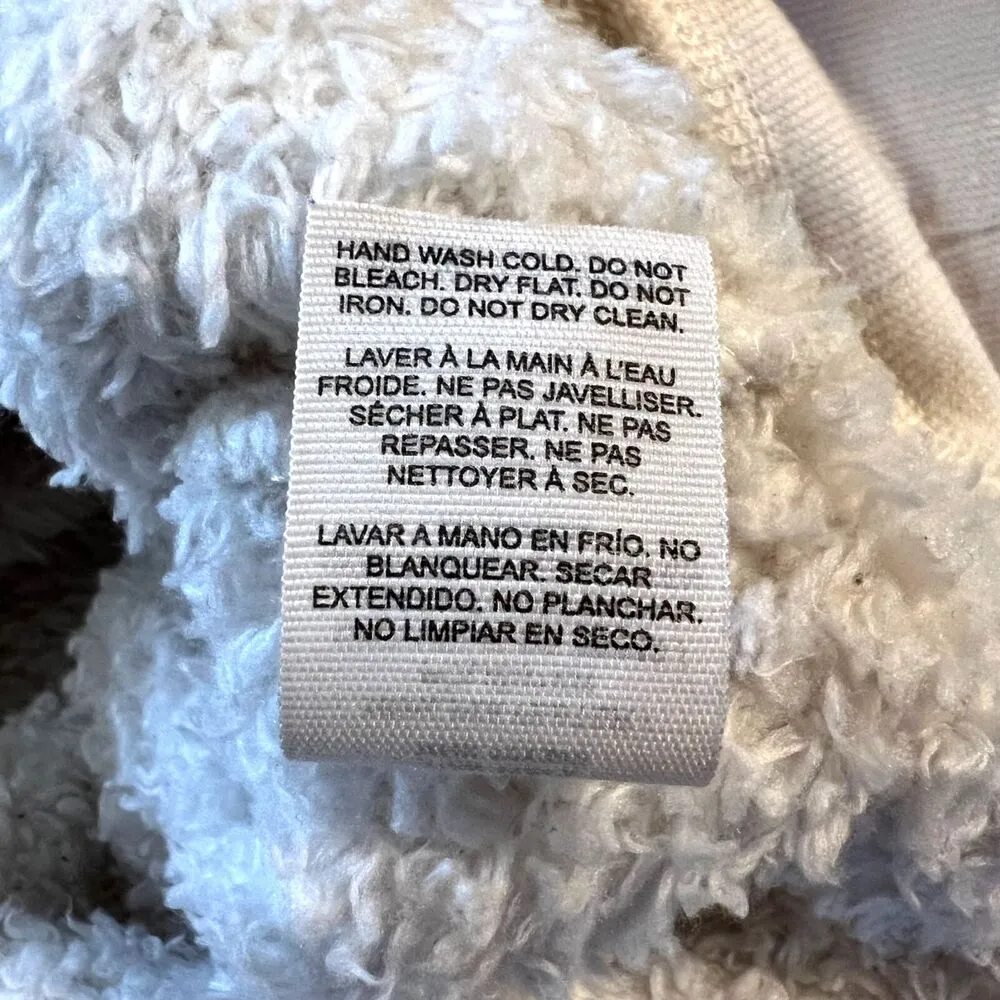 HAND WASH COLD. DO NOT
BLEACH. DRY FLAT. DO NOT
IRON. DO NOT DRY CLEAN.
LAVER À LA MAIN À L'EAU
FROIDE. NE PAS JAVELLISER.
SÉCHER À PLAT. NE PAS
REPASSER. NE PAS
NETTOYER À SEC.
LAVAR A MANO EN FRÍO. NO
BLANQUEAR. SECAR
EXTENDIDO. NO PLANCHAR.
NO LIMPIAR EN SECO.